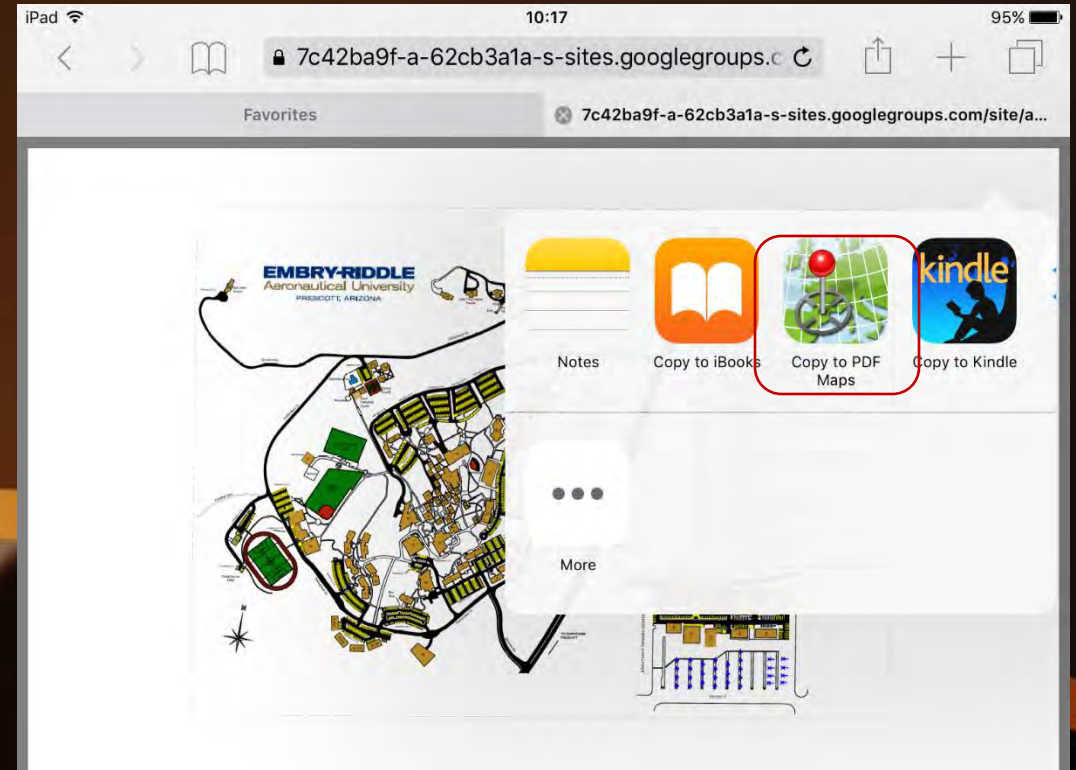 iPad 10:17 95%
7c42ba9f-a-62cb3a1a-s-sites.googlegroups.c
Favorites
7c42ba9f-a-62cb3a1a-s-sites.googlegroups.com/site/a...
EMBRY-RIDDLE
Aeronautical University
PRESCOTT, ARIZONA
kindle
Notes
Copy to iBooks
Copy to PDF
Maps
Copy to Kindle
More
N